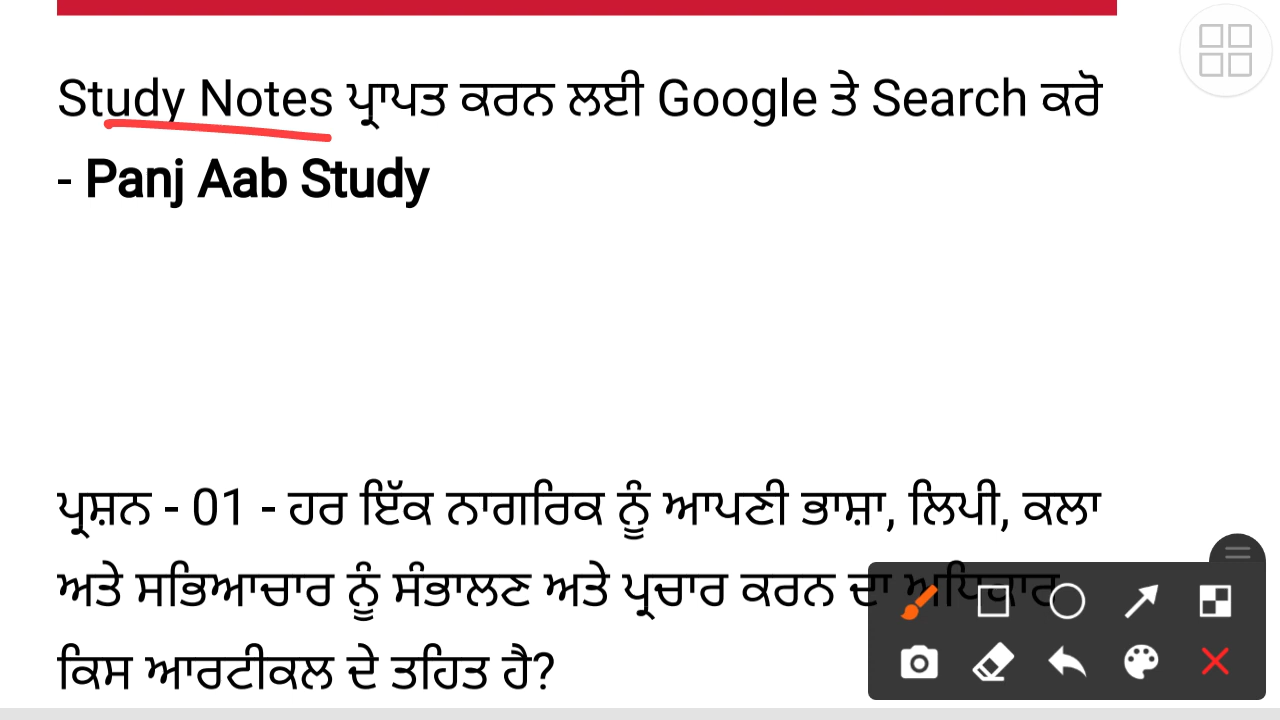 Study Notes ਪ੍ਰਾਪਤ ਕਰਨ ਲਈ Google ਤੇ Search ਕਰੋ
- Panj Aab Study
ਪ੍ਰਸ਼ਨ - 01 - ਹਰ ਇੱਕ ਨਾਗਰਿਕ ਨੂੰ ਆਪਣੀ ਭਾਸ਼ਾ, ਲਿਪੀ, ਕਲਾ
ਅਤੇ ਸਭਿਆਚਾਰ ਨੂੰ ਸੰਭਾਲਣ ਅਤੇ ਪ੍ਰਚਾਰ ਕਰਨ ਦਾ ਅਧਿਕਾਰ
ਕਿਸ ਆਰਟੀਕਲ ਦੇ ਤਹਿਤ ਹੈ?